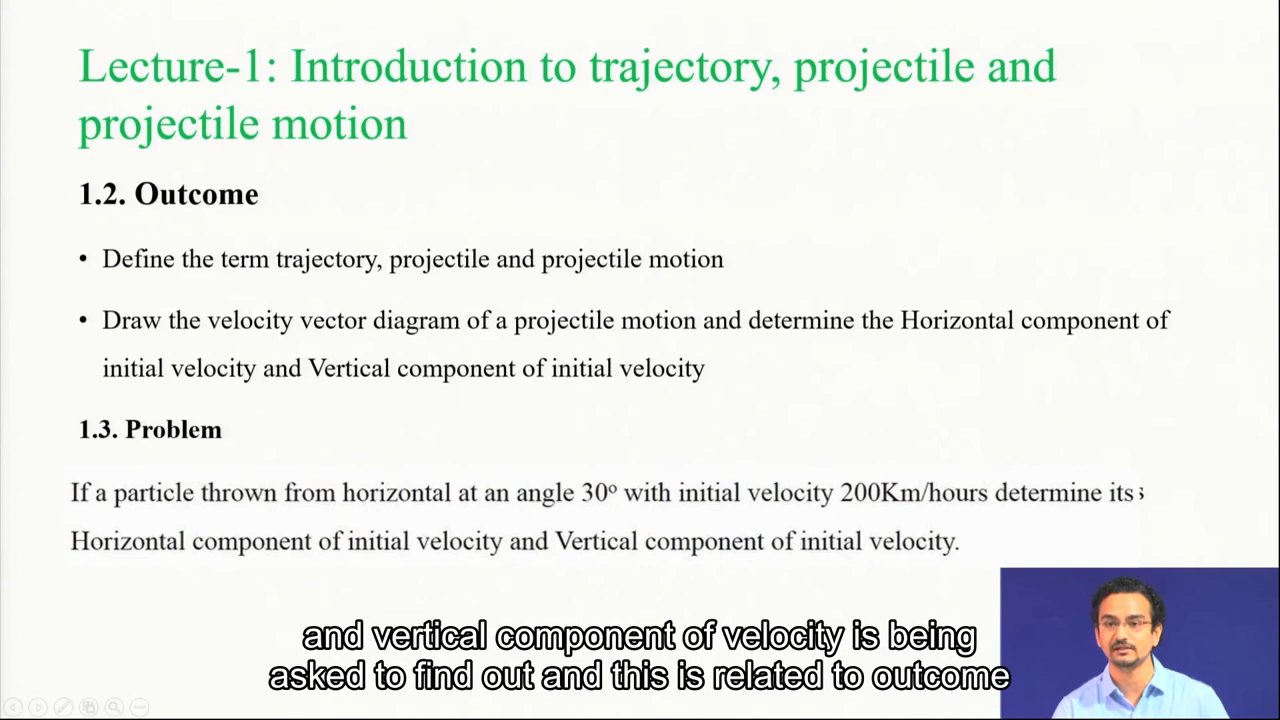 Lecture-1: Introduction to trajectory, projectile and
projectile motion
1.2. Outcome
• Define the term trajectory, projectile and projectile motion
• Draw the velocity vector diagram of a projectile motion and determine the Horizontal component of
initial velocity and Vertical component of initial velocity
1.3. Problem
If a particle thrown from horizontal at an angle 30º with initial velocity 200Km/hours determine its
Horizontal component of initial velocity and Vertical component of initial velocity.
and vertical component of velocity is being
asked to find out and this is related to outcome